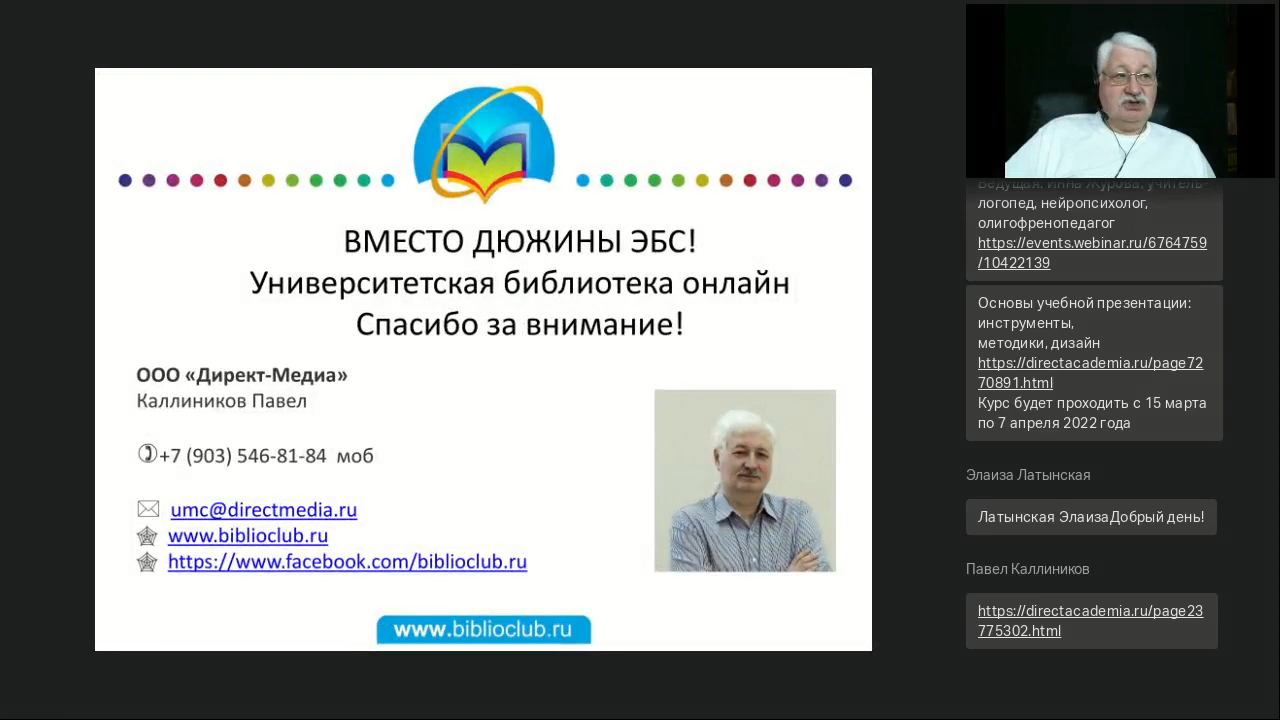 ВМЕСТО ДЮЖИНЫ ЭБС!
Университетская библиотека онлайн
Спасибо за внимание!
ООО «Директ-Медиа»
Каллиников Павел
+7 (903) 546-81-84 моб
umc@directmedia.ru
www.biblioclub.ru
https://www.facebook.com/biblioclub.ru
www.biblioclub.ru
Ведущая: Инна Журова, учитель-
логопед, нейропсихолог,
олигофренопедагог
https://events.webinar.ru/6764759
/10422139
Основы учебной презентации:
инструменты,
методики, дизайн
https://directacademia.ru/page72
70891.html
Курс будет проходить с 15 марта
по 7 апреля 2022 года
Элаиза Латынская
Латынская ЭлаизаДобрый день!
Павел Каллиников
https://directacademia.ru/page23
775302.html